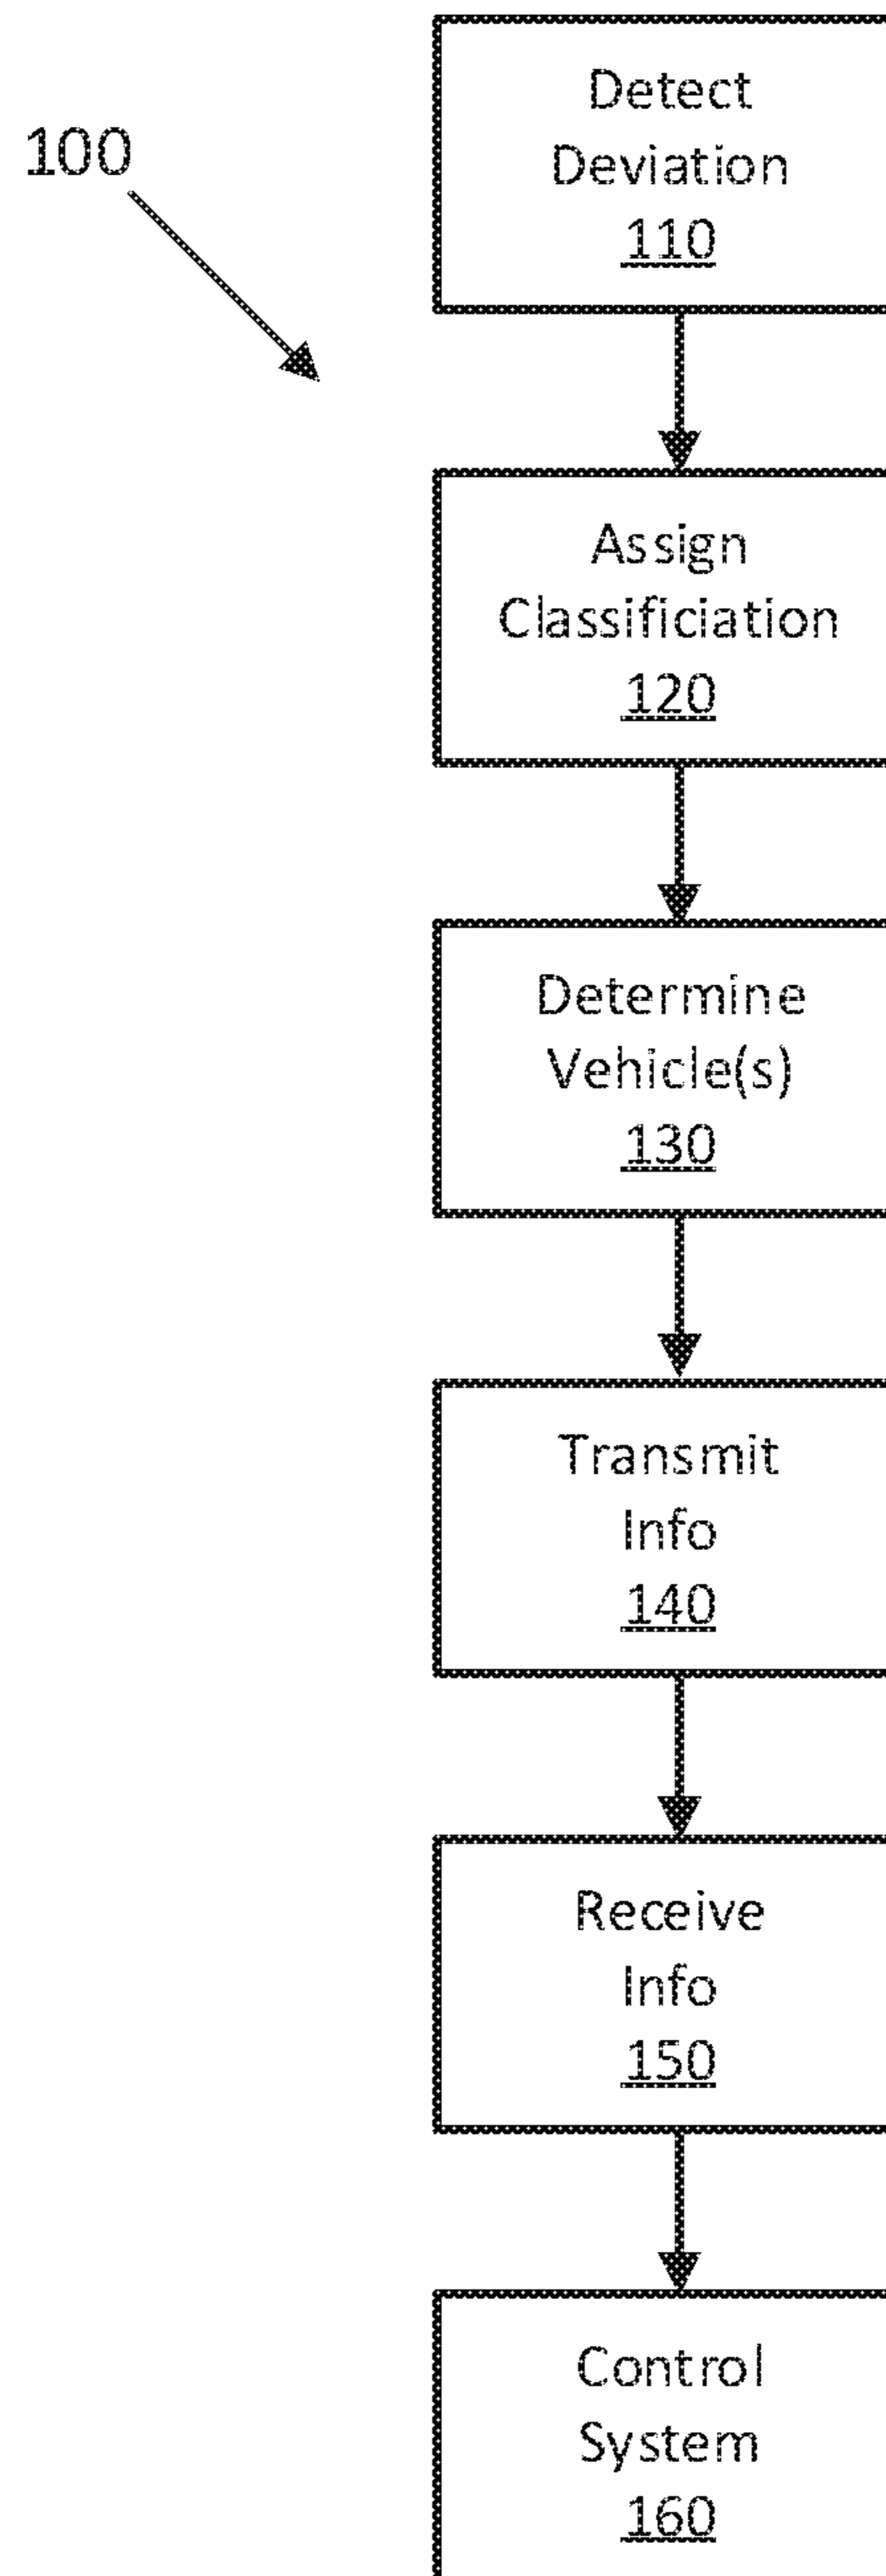 100
Detect
Deviation
110
Assign
Classificiation
120
Determine
Vehicle(s)
130
Transmit
Info
140
Receive
Info
150
Control
System
160